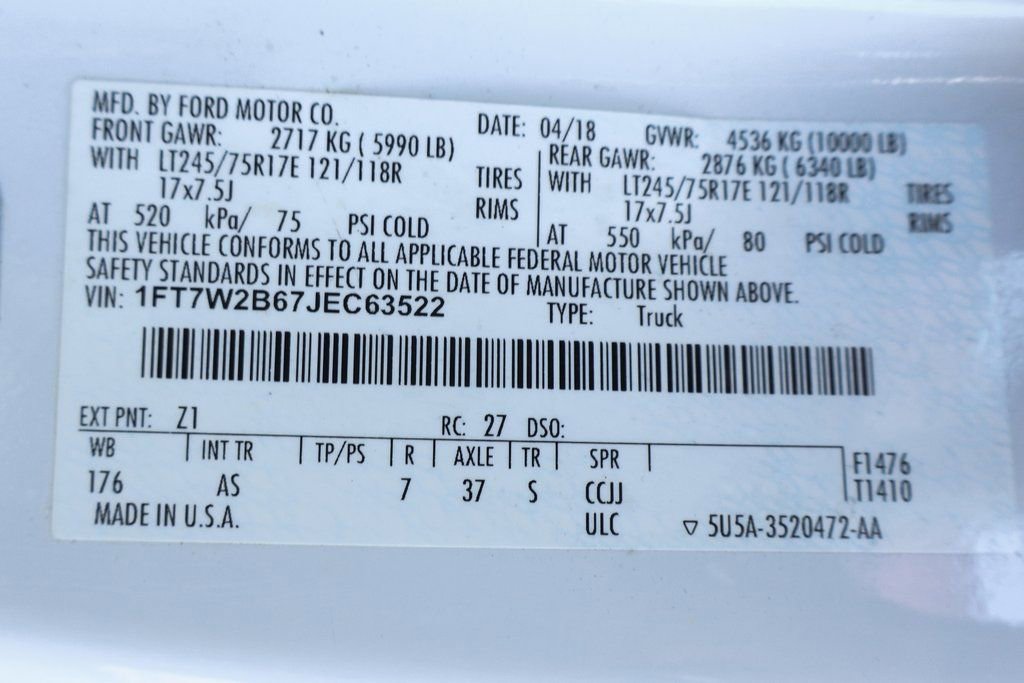 MFD. BY FORD MOTOR CO. DATE: 04/18 GVWR: 4536 KG (10000 LB)
FRONT GAWR: 2717 KG ( 5990 LB) REAR GAWR: 2876 KG ( 6340 LB)
WITH LT245/75R17E 121/118R TIRES WITH LT245/75R17E 121/118R TIRES
17x7.5J RIMS 17x7.5J RIMS
AT 520 kPa/ 75 PSI COLD AT 550 kPa/ 80 PSI COLD
THIS VEHICLE CONFORMS TO ALL APPLICABLE FEDERAL MOTOR VEHICLE
SAFETY STANDARDS IN EFFECT ON THE DATE OF MANUFACTURE SHOWN ABOVE.
VIN: 1FT7W2B67JEC63522 TYPE: Truck
EXT PNT: Z1 RC: 27 DSO:
WB INT TR TP/PS R AXLE TR SPR F1476
176 AS 7 37 S CCJJ T1410
MADE IN U.S.A. ULC ▽ 5U5A-3520472-AA